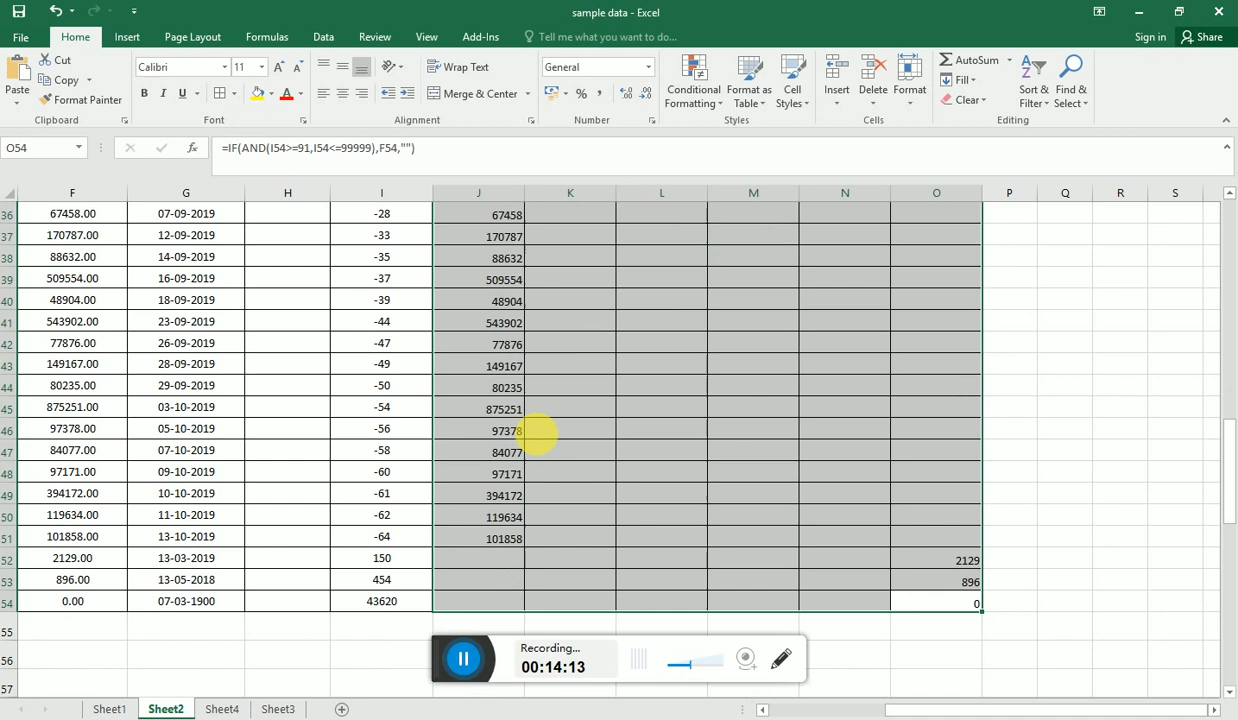 sample data - Excel
File Home Insert Page Layout Formulas Data Review View Add-Ins Tell me what you want to do... Sign in Share
Cut
Copy
Format Painter
Paste
Clipboard
Calibri 11
B I U
Font
Wrap Text
Merge & Center
Alignment
General
% ,
Number
Conditional Formatting
Format as Table
Cell Styles
Styles
Insert Delete Format
Cells
AutoSum
Fill
Clear
Sort & Filter
Find & Select
Editing
O54 fx =IF(AND(I54>=91,I54<=99999),F54,"")
F G H I J K L M N O P Q R S
36 67458.00 07-09-2019 -28 67458
37 170787.00 12-09-2019 -33 170787
38 88632.00 14-09-2019 -35 88632
39 509554.00 16-09-2019 -37 509554
40 48904.00 18-09-2019 -39 48904
41 543902.00 23-09-2019 -44 543902
42 77876.00 26-09-2019 -47 77876
43 149167.00 28-09-2019 -49 149167
44 80235.00 29-09-2019 -50 80235
45 875251.00 03-10-2019 -54 875251
46 97378.00 05-10-2019 -56 97378
47 84077.00 07-10-2019 -58 84077
48 97171.00 09-10-2019 -60 97171
49 394172.00 10-10-2019 -61 394172
50 119634.00 11-10-2019 -62 119634
51 101858.00 13-10-2019 -64 101858
52 2129.00 13-03-2019 150 2129
53 896.00 13-05-2018 454 896
54 0.00 07-03-1900 43620 0
55
56
57
Recording...
00:14:13
Sheet1 Sheet2 Sheet4 Sheet3